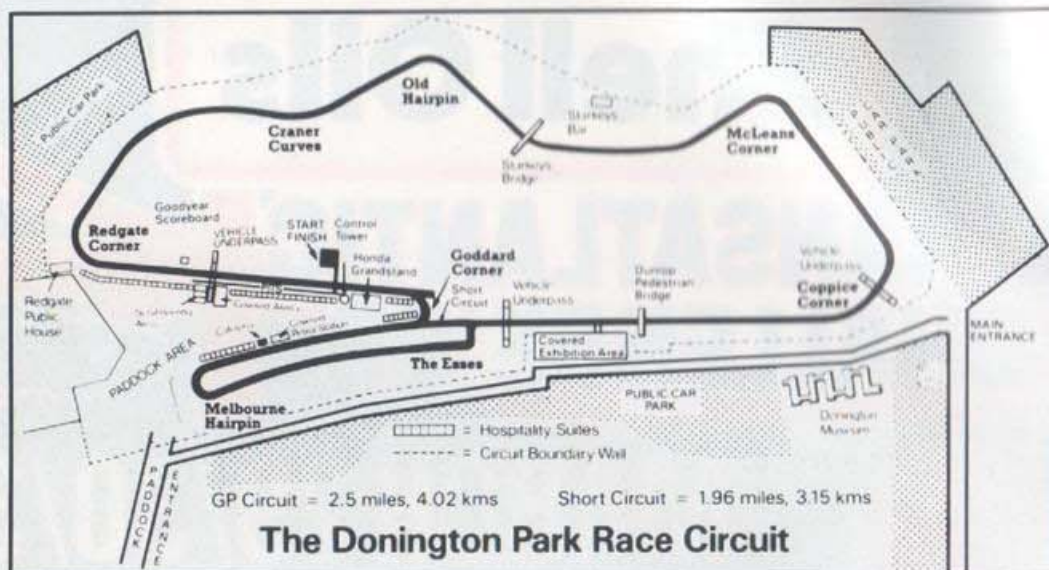 Public Car Park
Old
Hairpin
Craner
Curves
Starkeys
Bar
Starkeys
Bridge
McLeans
Corner
Goodyear
Scoreboard
Redgate
Corner
VEHICLE
UNDERPASS
START
FINISH
Control
Tower
Honda
Grandstand
Goddard
Corner
Short
Circuit
Vehicle
Underpass
Dunlop
Pedestrian
Bridge
Vehicle
Underpass
Coppice
Corner
Redgate
Public
House
MAIN
ENTRANCE
PADDOCK AREA
Covered
Exhibition Area
The Esses
Melbourne
Hairpin
PUBLIC CAR
PARK
Donington
Museum
= Hospitality Suites
= Circuit Boundary Wall
PADDOCK
ENTRANCE
GP Circuit = 2.5 miles, 4.02 kms
Short Circuit = 1.96 miles, 3.15 kms
The Donington Park Race Circuit